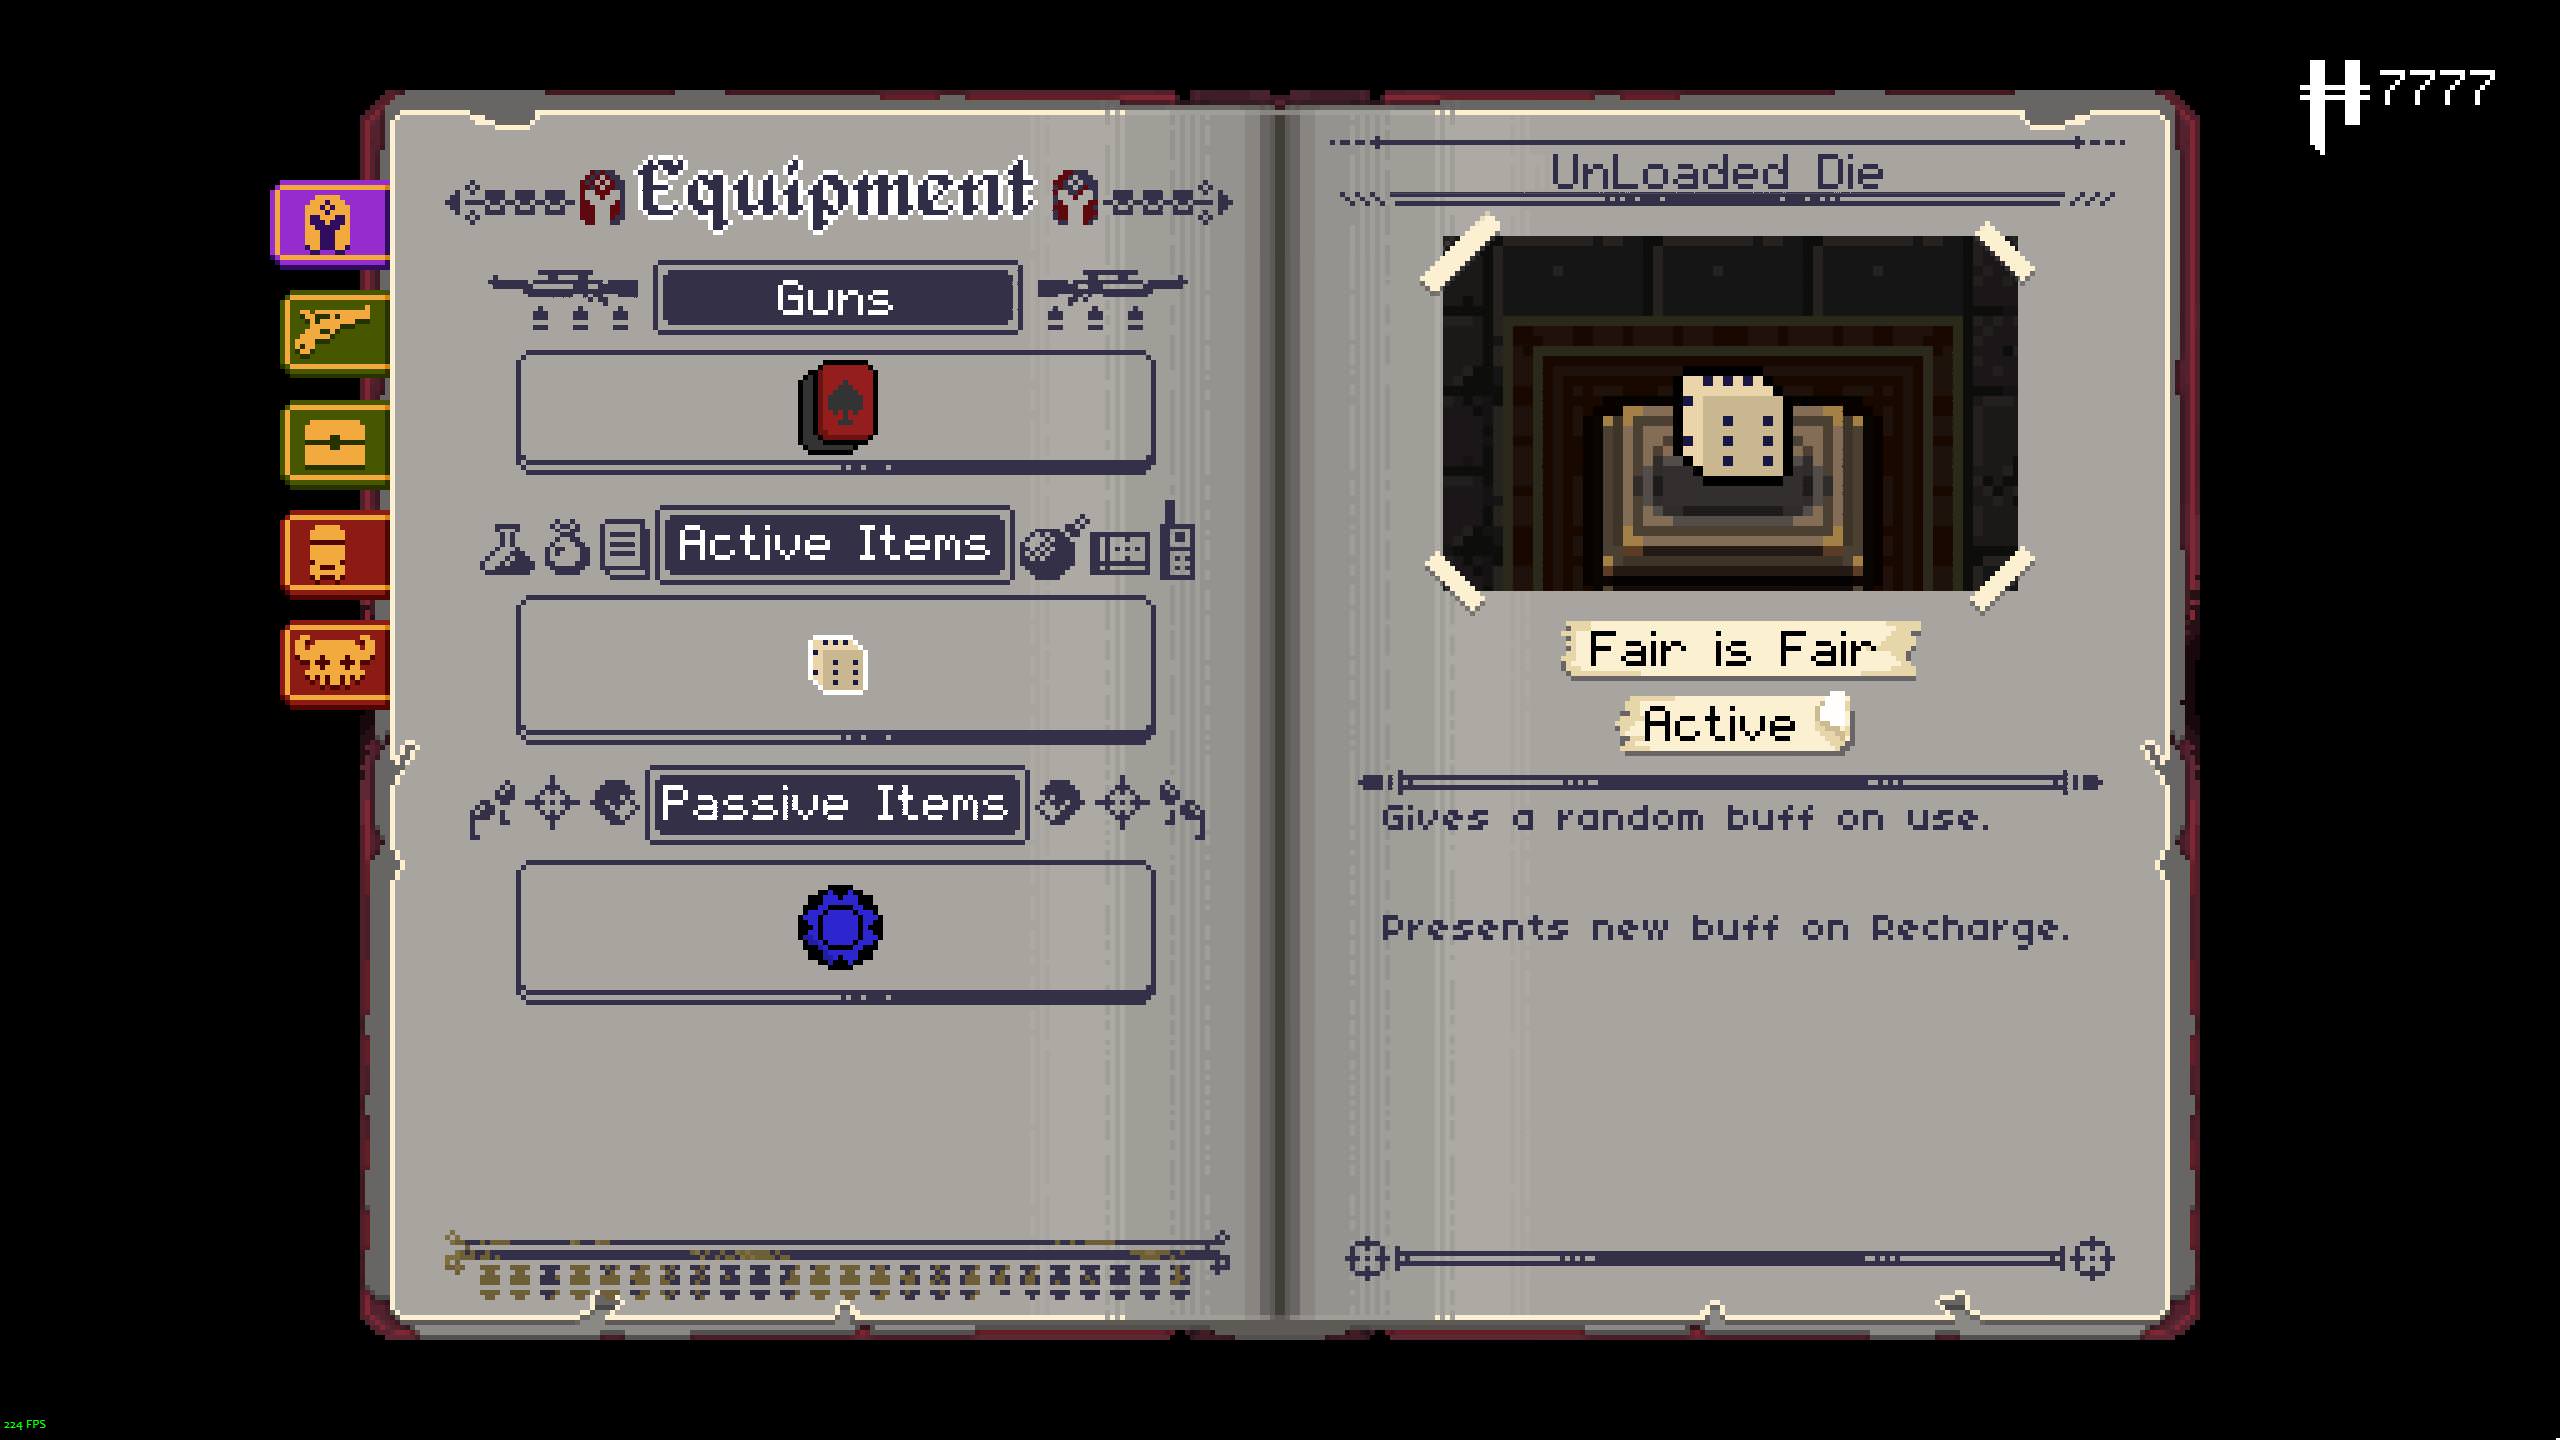 7777
Equipment
Guns
Active Items
Passive Items
UnLoaded Die
Fair is Fair
Active
Gives a random buff on use.
Presents new buff on Recharge.
224 FPS